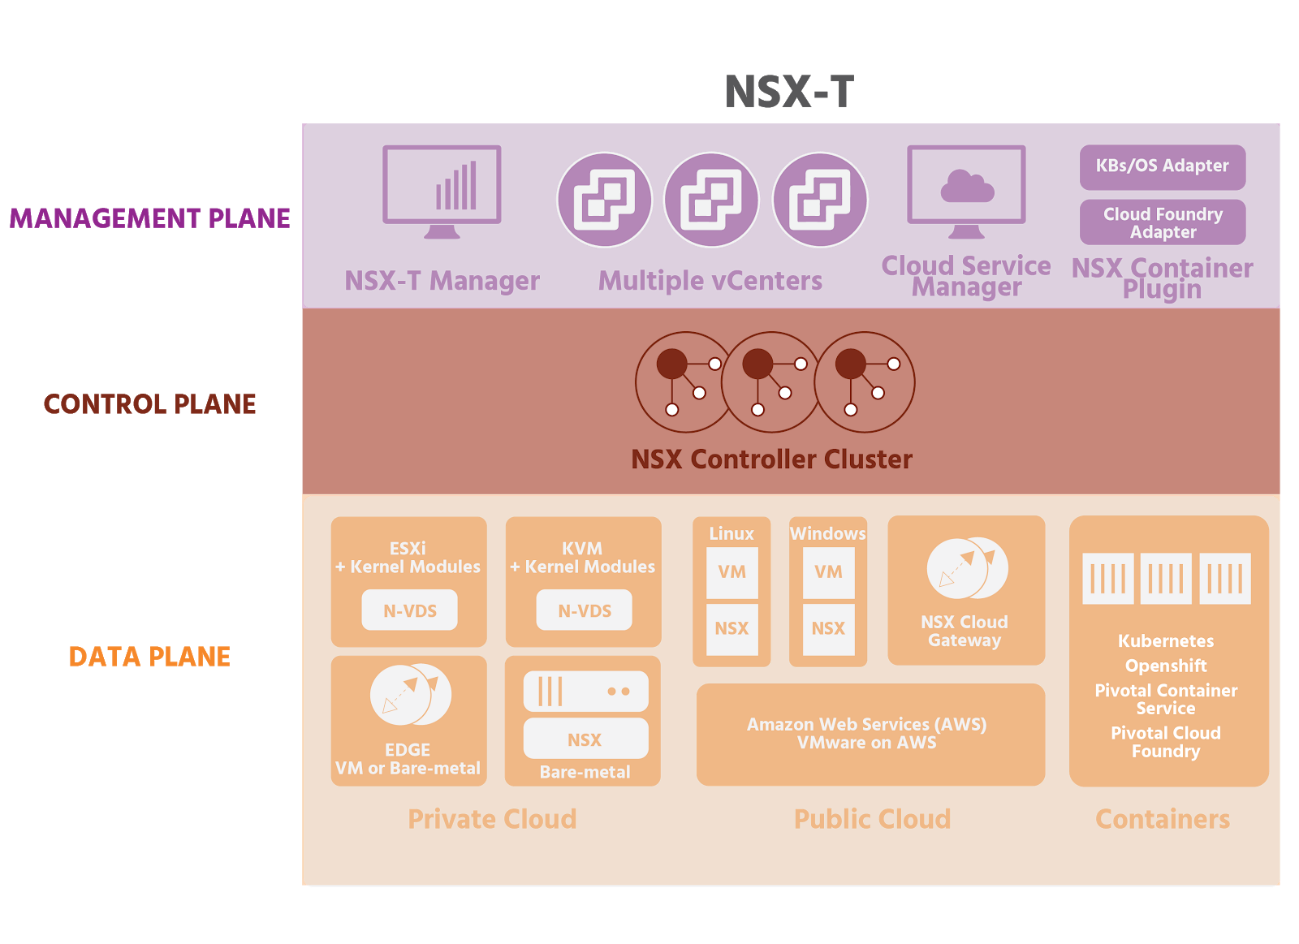 NSX-T
MANAGEMENT PLANE
NSX-T Manager
Multiple vCenters
Cloud Service
Manager
KBs/OS Adapter
Cloud Foundry
Adapter
NSX Container
Plugin
CONTROL PLANE
NSX Controller Cluster
DATA PLANE
ESXi
+ Kernel Modules
N-VDS
KVM
+ Kernel Modules
N-VDS
EDGE
VM or Bare-metal
NSX
Bare-metal
Private Cloud
Linux
VM
NSX
Windows
VM
NSX
NSX Cloud
Gateway
Amazon Web Services (AWS)
VMware on AWS
Public Cloud
Kubernetes
Openshift
Pivotal Container
Service
Pivotal Cloud
Foundry
Containers